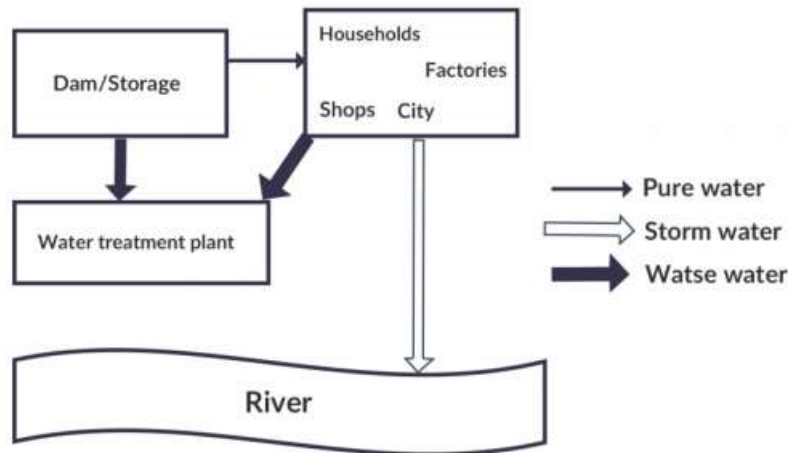 Households
Factories
Dam/Storage
Shops City
Pure water
Storm water
Water treatment plant
Watse water
River